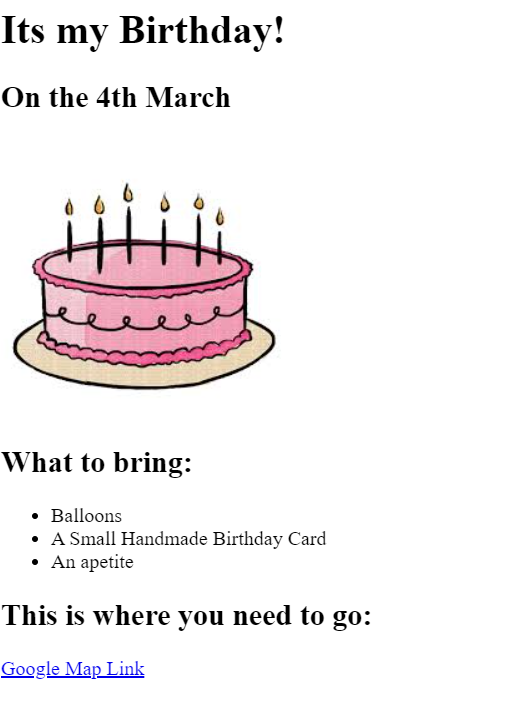 Its my Birthday!
On the 4th March
What to bring:
Balloons
A Small Handmade Birthday Card
An apetite
This is where you need to go:
Google Map Link